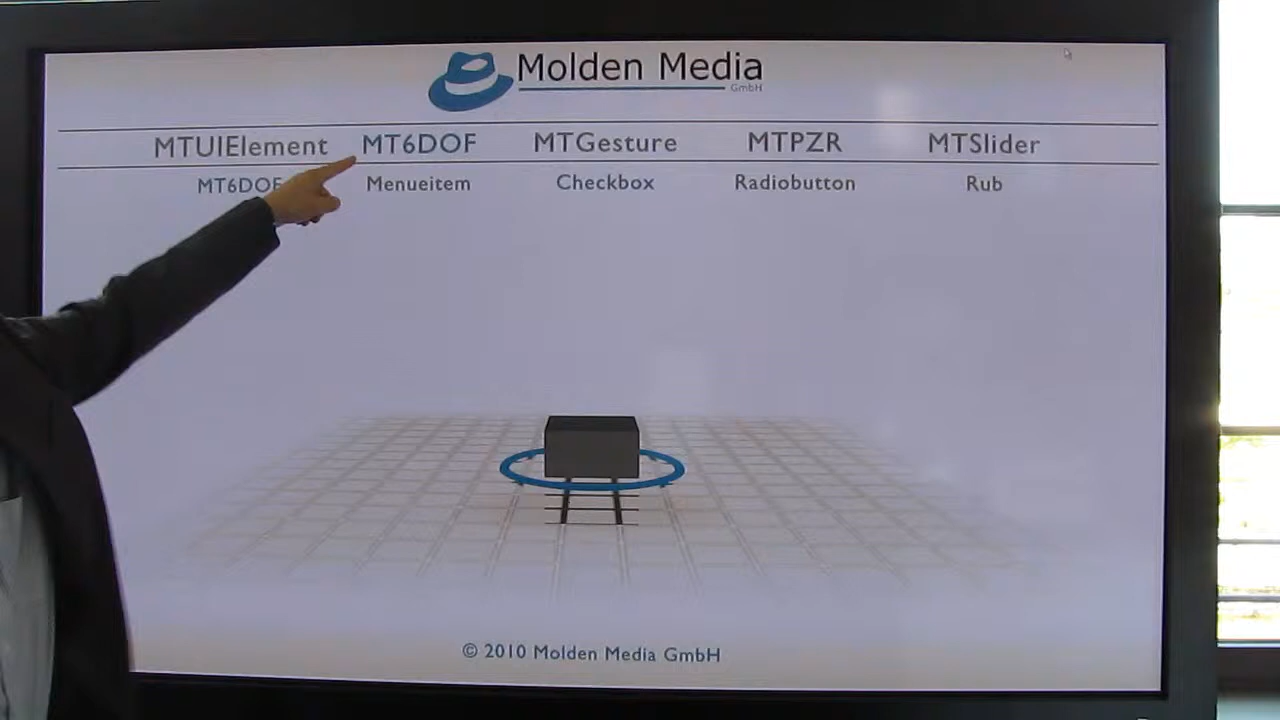 Molden Media
GmbH
MTUIElement MT6DOF MTGesture MTPZR MTSlider
MT6DOF Menueitem Checkbox Radiobutton Rub
© 2010 Molden Media GmbH